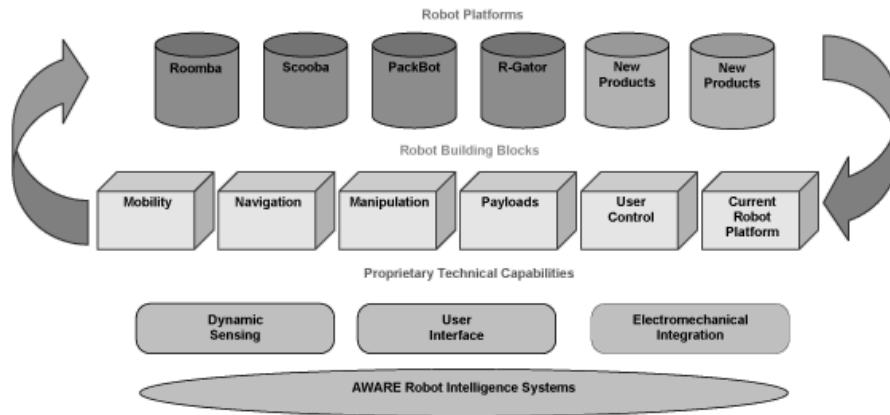 Robot Platforms
Roomba
Scooba
PackBot
R-Gator
New
Products
New
Products
Robot Building Blocks
Mobility
Navigation
Manipulation
Payloads
User
Control
Current
Robot
Platform
Proprietary Technical Capabilities
Dynamic
Sensing
User
Interface
Electromechanical
Integration
AWARE Robot Intelligence Systems